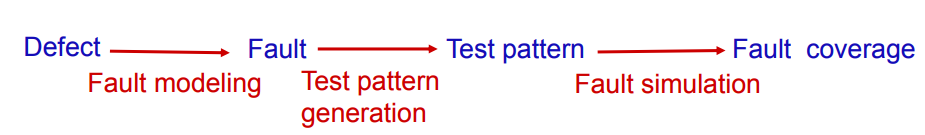 Defect Fault Test pattern Fault coverage
Fault modeling Test pattern Fault simulation
generation